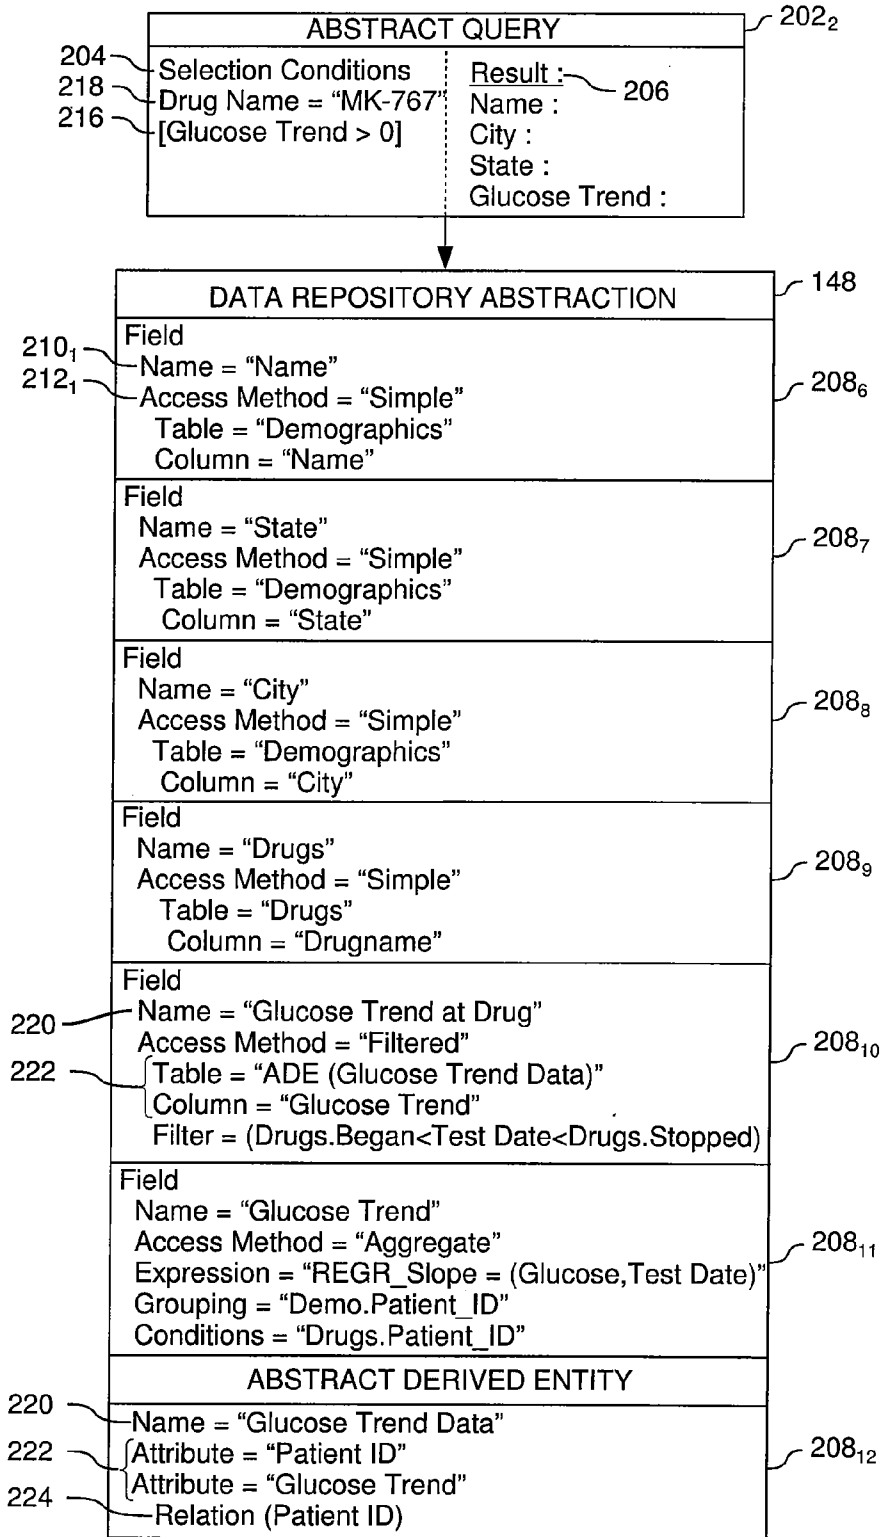 ABSTRACT QUERY
202₂
204
Selection Conditions
218
Drug Name = “MK-767”
216
[Glucose Trend > 0]
Result :
206
Name :
City :
State :
Glucose Trend :
DATA REPOSITORY ABSTRACTION
148
Field
210₁
Name = “Name”
212₁
Access Method = “Simple”
208₆
Table = “Demographics”
Column = “Name”
Field
Name = “State”
Access Method = “Simple”
208₇
Table = “Demographics”
Column = “State”
Field
Name = “City”
Access Method = “Simple”
208₈
Table = “Demographics”
Column = “City”
Field
Name = “Drugs”
Access Method = “Simple”
208₉
Table = “Drugs”
Column = “Drugname”
Field
220
Name = “Glucose Trend at Drug”
Access Method = “Filtered”
208₁₀
222
Table = “ADE (Glucose Trend Data)”
Column = “Glucose Trend”
Filter = (Drugs.Began<Test Date<Drugs.Stopped)
Field
Name = “Glucose Trend”
Access Method = “Aggregate”
208₁₁
Expression = “REGR_Slope = (Glucose,Test Date)”
Grouping = “Demo.Patient_ID”
Conditions = “Drugs.Patient_ID”
ABSTRACT DERIVED ENTITY
220
Name = “Glucose Trend Data”
222
Attribute = “Patient ID”
208₁₂
Attribute = “Glucose Trend”
224
Relation (Patient ID)